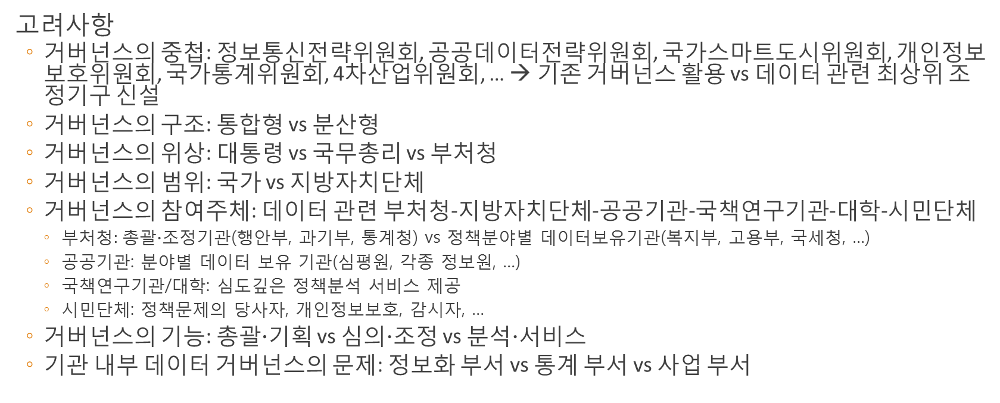 고려사항
◦ 거버넌스의 중첩: 정보통신전략위원회, 공공데이터전략위원회, 국가스마트도시위원회, 개인정보
보호위원회, 국가통계위원회, 4차산업위원회, ... → 기존 거버넌스 활용 vs 데이터 관련 최상위 조
정기구 신설
◦ 거버넌스의 구조: 통합형 vs 분산형
◦ 거버넌스의 위상: 대통령 vs 국무총리 vs 부처청
◦ 거버넌스의 범위: 국가 vs 지방자치단체
◦ 거버넌스의 참여주체: 데이터 관련 부처청-지방자치단체-공공기관-국책연구기관-대학-시민단체
◦ 부처청: 총괄·조정기관(행안부, 과기부, 통계청) vs 정책분야별 데이터보유기관(복지부, 고용부, 국세청, ...)
◦ 공공기관: 분야별 데이터 보유 기관(심평원, 각종 정보원, ...)
◦ 국책연구기관/대학: 심도깊은 정책분석 서비스 제공
◦ 시민단체: 정책문제의 당사자, 개인정보보호, 감시자, ...
◦ 거버넌스의 기능: 총괄·기획 vs 심의·조정 vs 분석·서비스
◦ 기관 내부 데이터 거버넌스의 문제: 정보화 부서 vs 통계 부서 vs 사업 부서